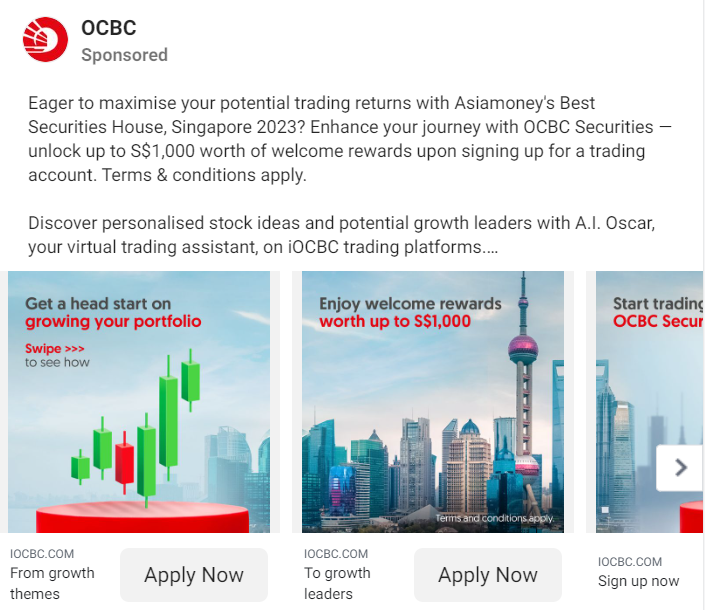 OCBC
Sponsored
Eager to maximise your potential trading returns with Asiamoney's Best
Securities House, Singapore 2023? Enhance your journey with OCBC Securities —
unlock up to S$1,000 worth of welcome rewards upon signing up for a trading
account. Terms & conditions apply.
Discover personalised stock ideas and potential growth leaders with A.I. Oscar,
your virtual trading assistant, on iOCBC trading platforms....
Get a head start on
growing your portfolio
Swipe >>>
to see how
Enjoy welcome rewards
worth up to S$1,000
Terms and conditions apply.
Start trading
OCBC Secur
IOCBC.COM
From growth
themes
Apply Now
IOCBC.COM
To growth
leaders
Apply Now
IOCBC.COM
Sign up now